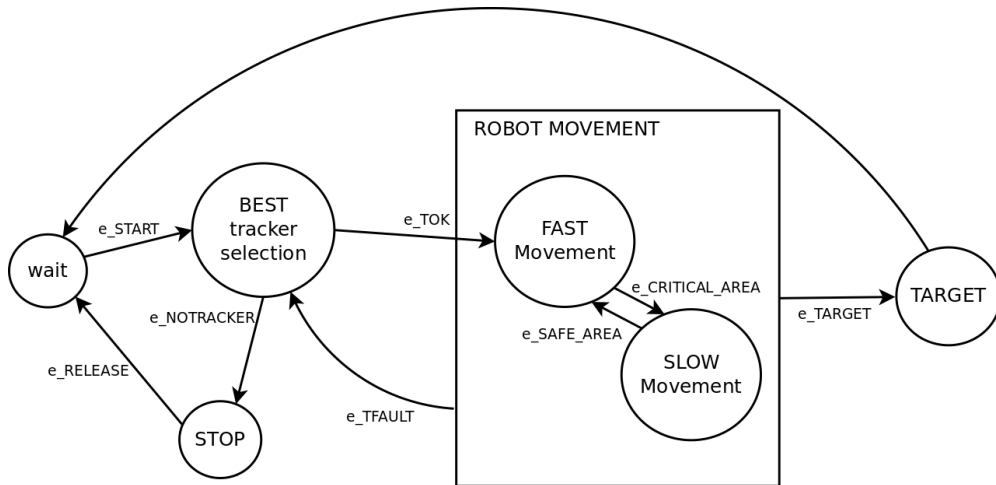 ROBOT MOVEMENT
e_START
BEST
tracker
selection
e_TOK
FAST
Movement
wait
e_CRITICAL_AREA
TARGET
e_NOTRACKER
e_SAFE_AREA
e_TARGET
e_RELEASE
SLOW
Movement
e_TFAULT
STOP